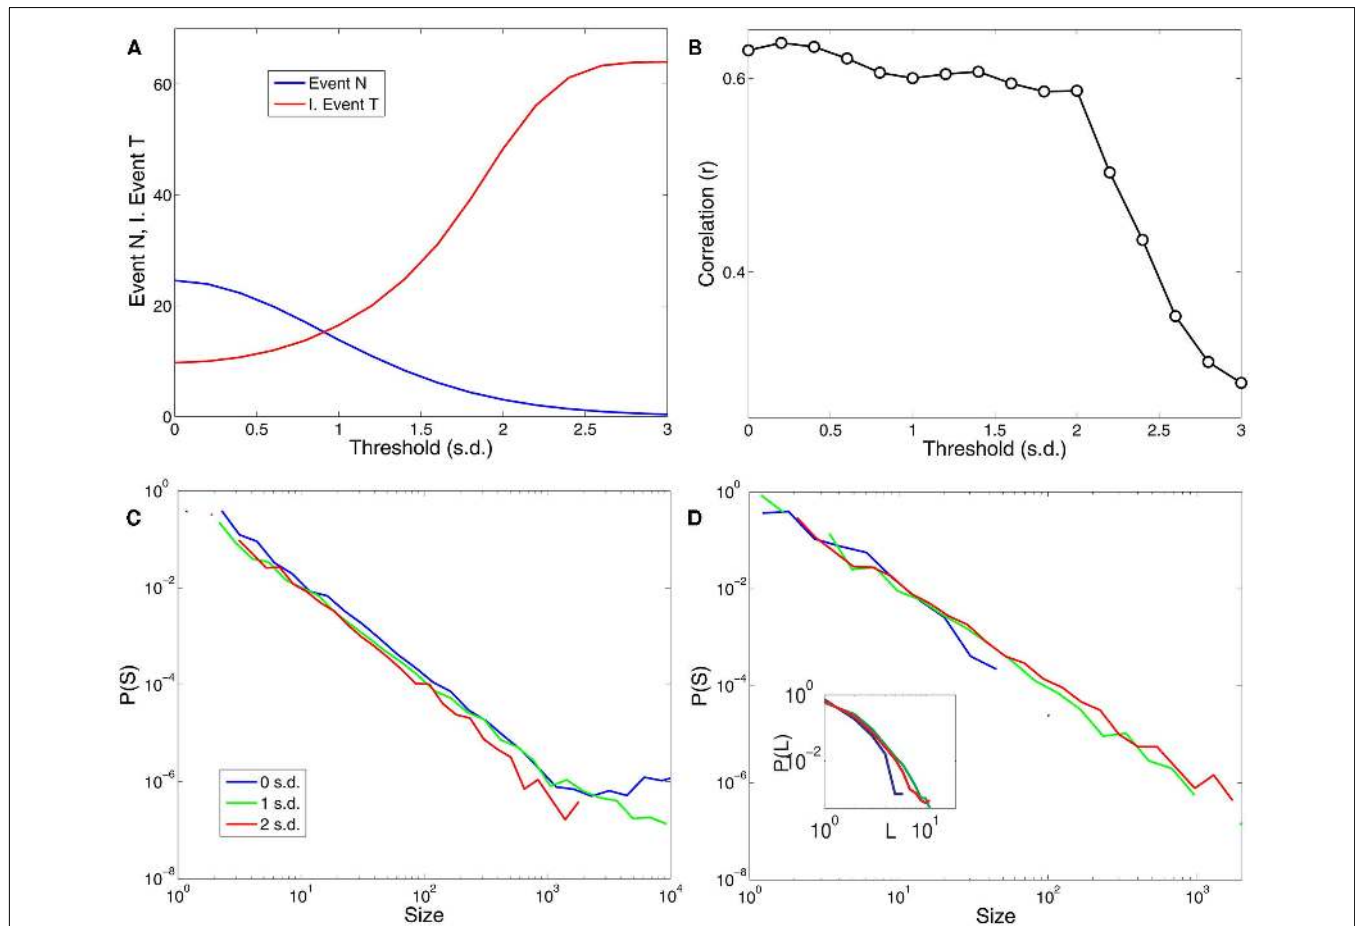 A
Event N
I. Event T
Event N, I. Event T
60
40
20
0
0 0.5 1 1.5 2 2.5 3
Threshold (s.d.)
B
Correlation (r)
0.6
0.4
0 0.5 1 1.5 2 2.5 3
Threshold (s.d.)
C
P(S)
10^0
10^-2
10^-4
10^-6
10^-8
0 s.d.
1 s.d.
2 s.d.
10^0 10^1 10^2 10^3 10^4
Size
D
P(S)
10^0
10^-2
10^-4
10^-6
10^-8
P(L)
10^0
10^-2
10^0 L 10^1
10^0 10^1 10^2 10^3
Size